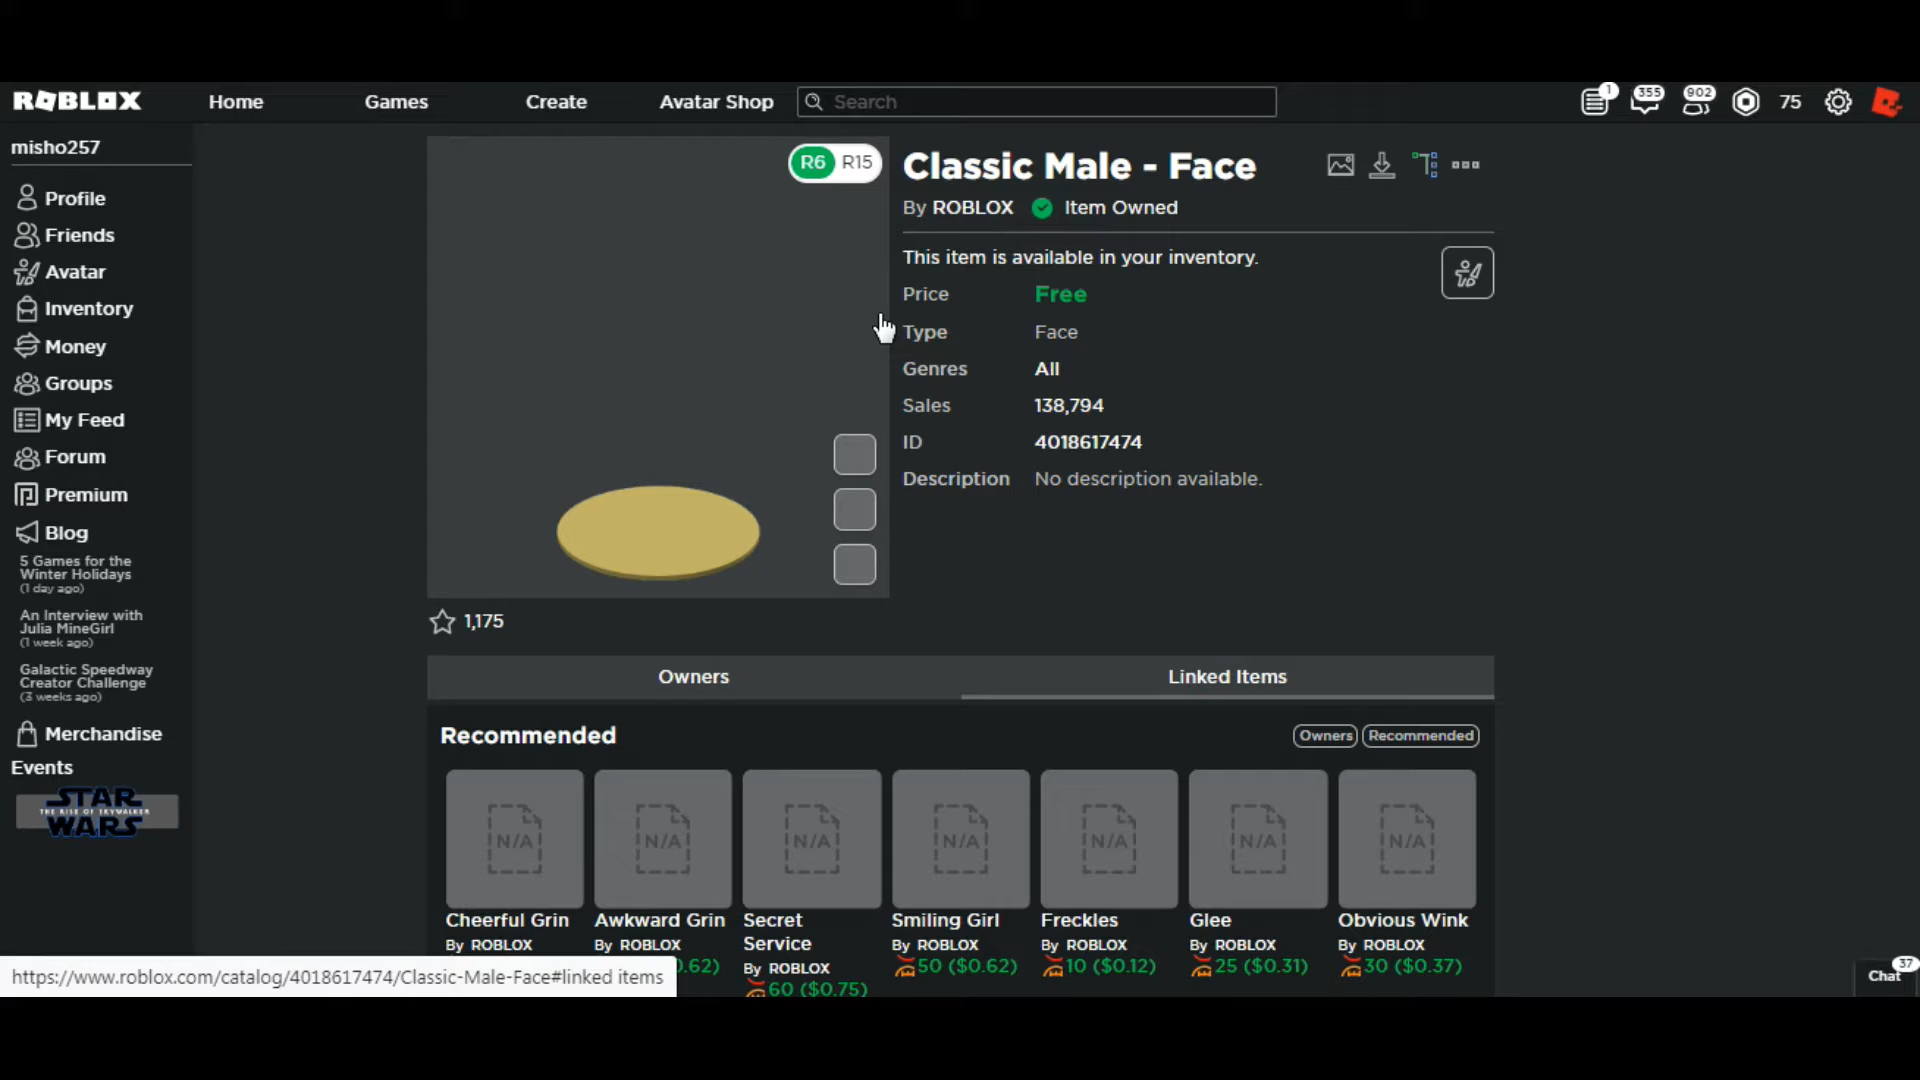 ROBLOX
Home
Games
Create
Avatar Shop
Search
1
355
902
75
misho257
Profile
Friends
Avatar
Inventory
Money
Groups
My Feed
Forum
Premium
Blog
5 Games for the
Winter Holidays
(1 day ago)
An Interview with
Julia MineGirl
(1 week ago)
Galactic Speedway
Creator Challenge
(3 weeks ago)
Merchandise
Events
STAR
THE RISE OF SKYWALKER
WARS
R6 R15
Classic Male - Face
By ROBLOX Item Owned
This item is available in your inventory.
Price Free
Type Face
Genres All
Sales 138,794
ID 4018617474
Description No description available.
1,175
Owners
Linked Items
Recommended
Owners
Recommended
N/A
N/A
N/A
N/A
N/A
N/A
N/A
Cheerful Grin
By ROBLOX
Awkward Grin
By ROBLOX
0.62)
Secret
Service
By ROBLOX
60 ($0.75)
Smiling Girl
By ROBLOX
50 ($0.62)
Freckles
By ROBLOX
10 ($0.12)
Glee
By ROBLOX
25 ($0.31)
Obvious Wink
By ROBLOX
30 ($0.37)
https://www.roblox.com/catalog/4018617474/Classic-Male-Face#linked items
Chat
37